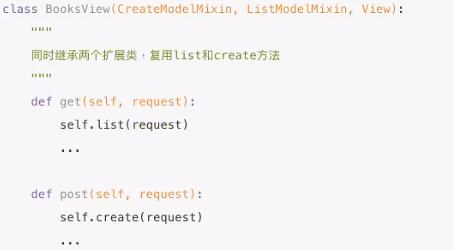 class BooksView(CreateModelMixin, ListModelMixin, View):
    """
    同时继承两个扩展类，复用list和create方法
    """
    def get(self, request):
        self.list(request)
        ...
    def post(self, request):
        self.create(request)
        ...